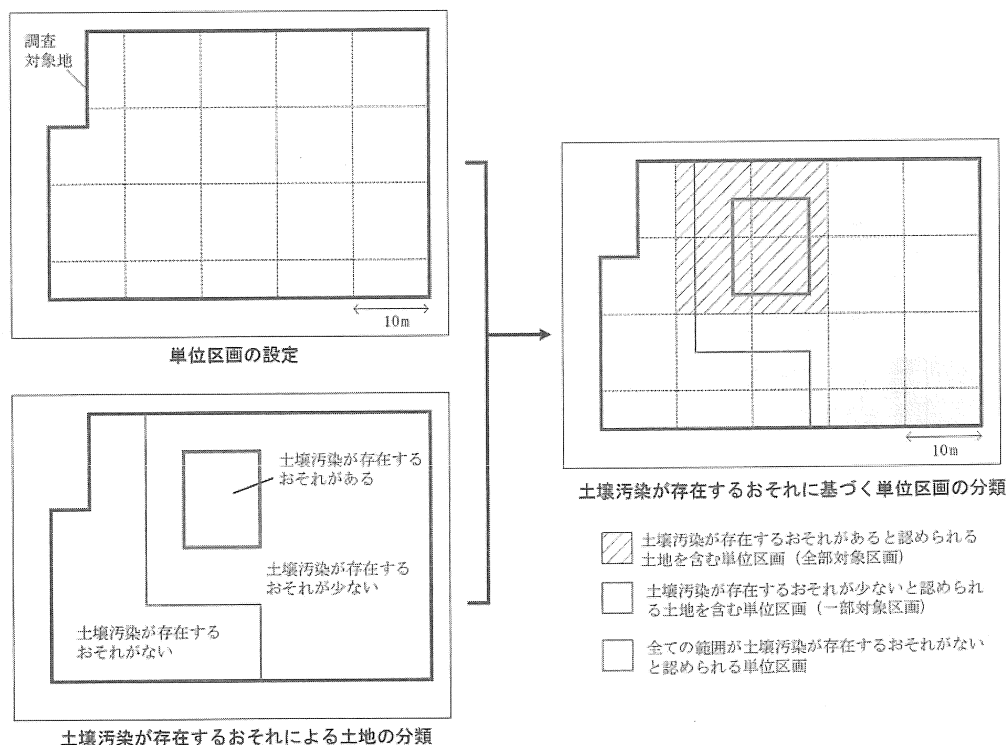 調査
対象地
10m
単位区画の設定
土壌汚染が存在する
おそれがある
土壌汚染が存在する
おそれが少ない
土壌汚染が存在する
おそれがない
土壌汚染が存在するおそれによる土地の分類
10m
土壌汚染が存在するおそれに基づく単位区画の分類
土壌汚染が存在するおそれがあると認められる
土地を含む単位区画（全部対象区画）
土壌汚染が存在するおそれが少ないと認められ
る土地を含む単位区画（一部対象区画）
全ての範囲が土壌汚染が存在するおそれがない
と認められる単位区画